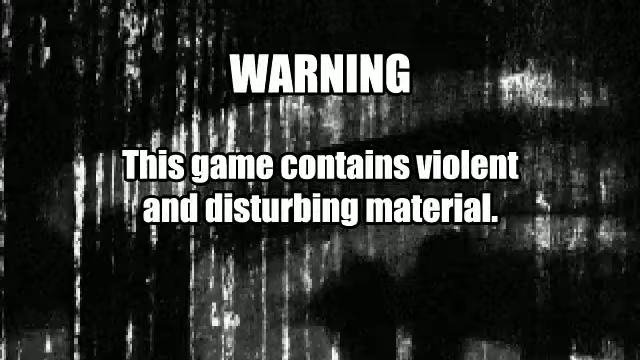 WARNING
This game contains violent
and disturbing material.